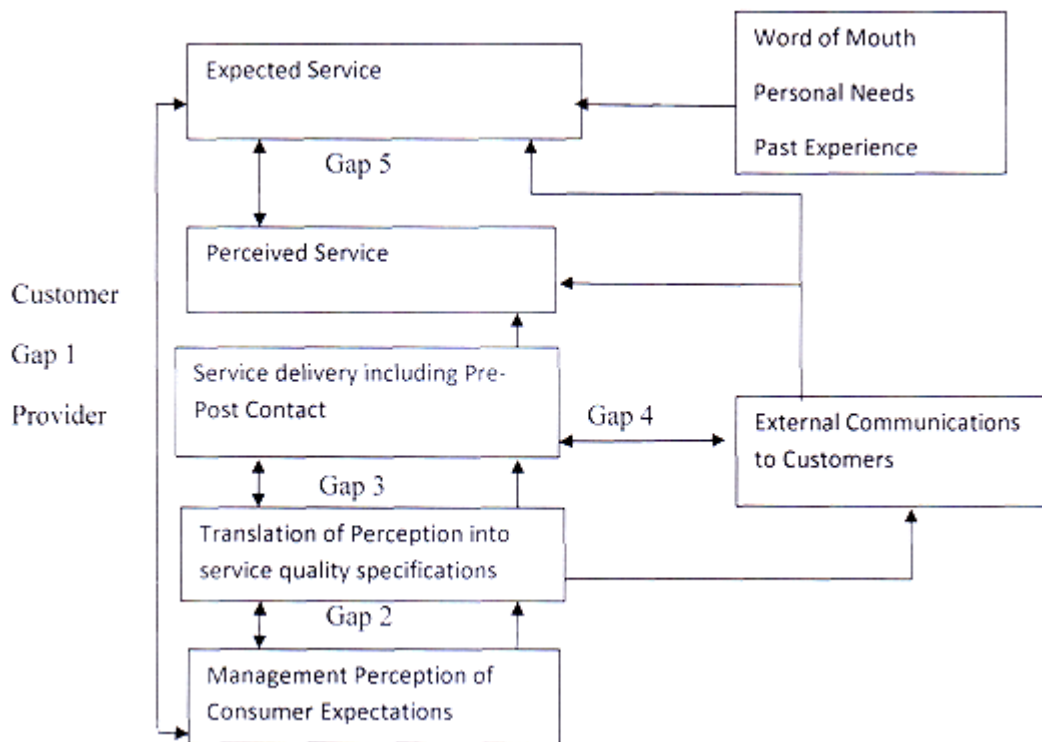 Word of Mouth
Personal Needs
Past Experience
Expected Service
Gap 5
Perceived Service
Customer
Gap 1
Provider
Service delivery including Pre-
Post Contact
Gap 4
External Communications
to Customers
Gap 3
Translation of Perception into
service quality specifications
Gap 2
Management Perception of
Consumer Expectations